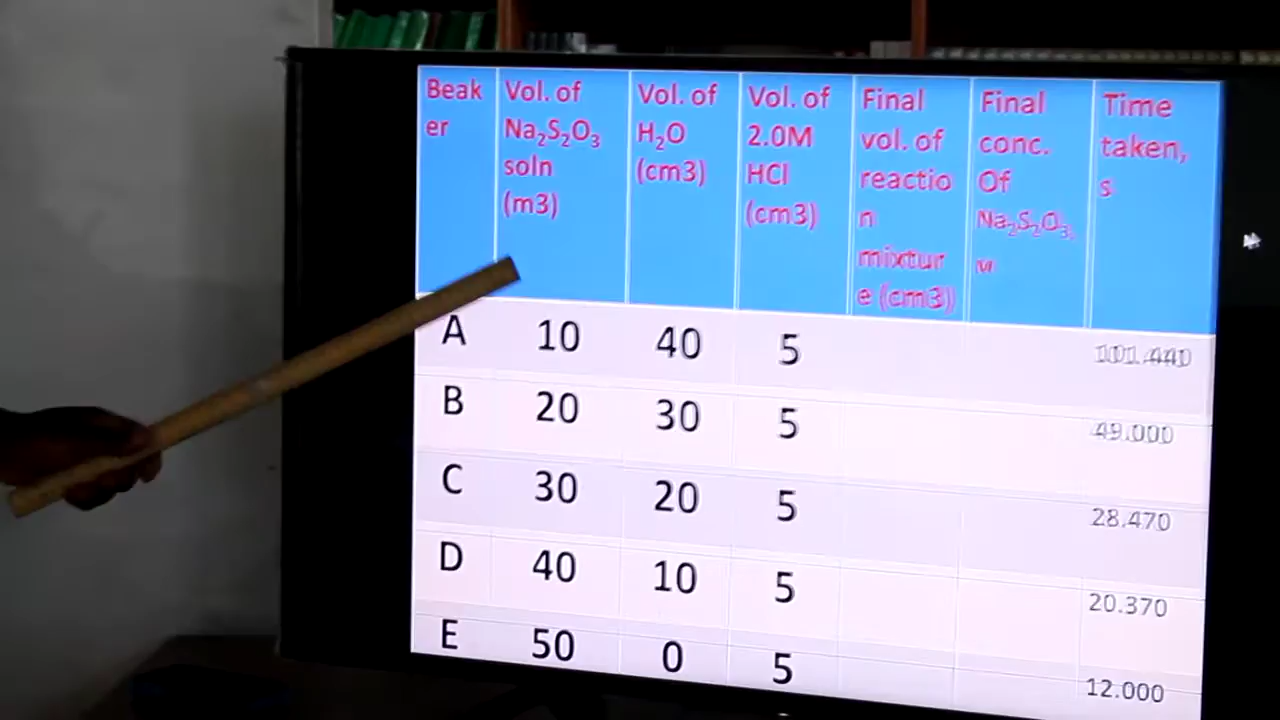 Beak
er
Vol. of
Na₂S₂O₃
soln
(m3)
Vol. of
H₂O
(cm3)
Vol. of
2.0M
HCl
(cm3)
Final
vol. of
reactio
n
mixtur
e (cm3))
Final
conc.
Of
Na₂S₂O₃,
M
Time
taken,
s
A 10 40 5 101.440
B 20 30 5 49.000
C 30 20 5 28.470
D 40 10 5 20.370
E 50 0 5 12.000